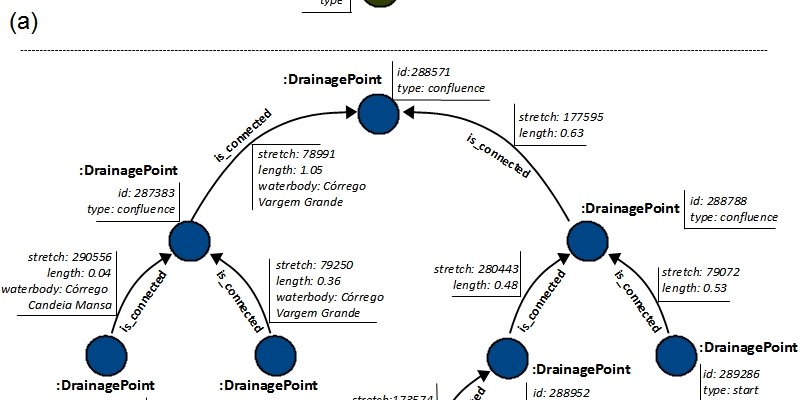 type
(a)
:DrainagePoint
id:288571
type: confluence
is_connected
stretch: 177595
length: 0.63
is_connected
stretch: 78991
length: 1.05
waterbody: Córrego
Vargem Grande
:DrainagePoint
id: 287383
type: confluence
:DrainagePoint
id: 288788
type: confluence
stretch: 290556
length: 0.04
waterbody: Córrego
Candeia Mansa
is_connected
is_connected
stretch: 79250
length: 0.36
waterbody: Córrego
Vargem Grande
stretch: 280443
length: 0.48
is_connected
is_connected
stretch: 79072
length: 0.53
:DrainagePoint
:DrainagePoint
:DrainagePoint
id: 288952
:DrainagePoint
id: 289286
type: start
stretch:173574